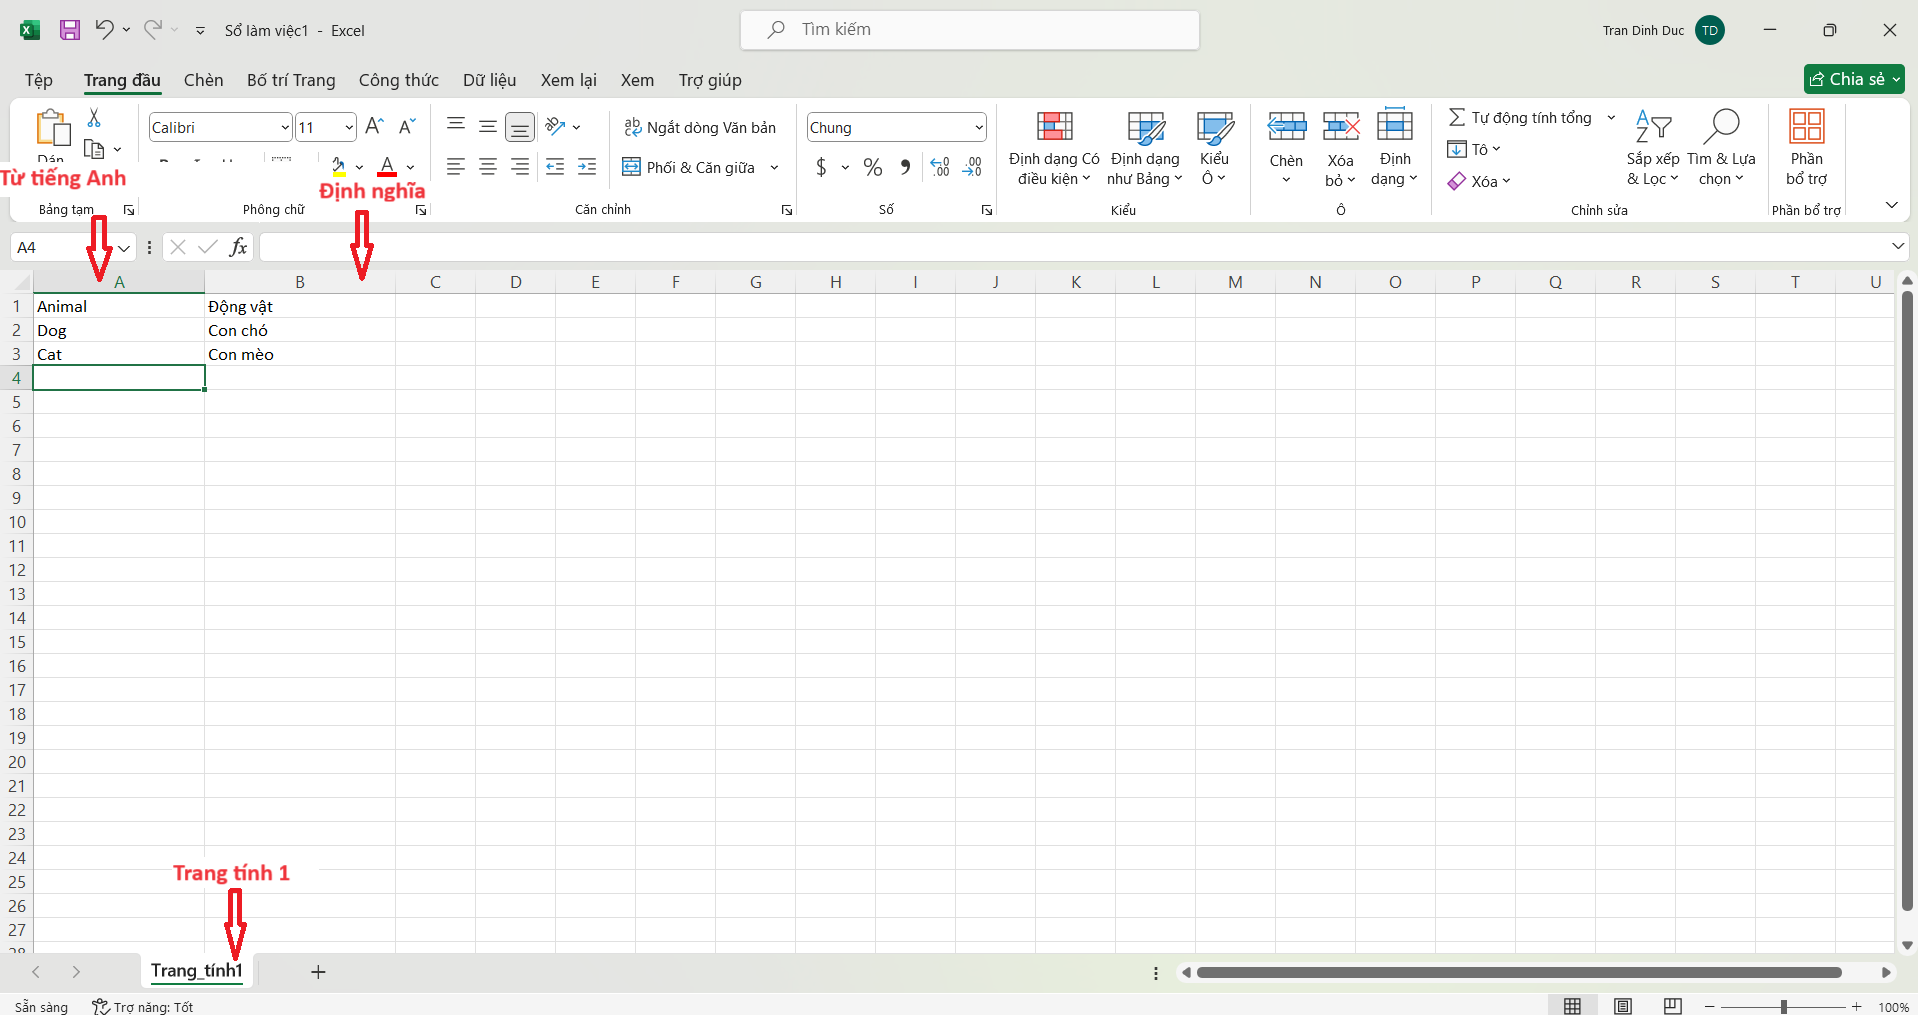 Sổ làm việc1 - Excel
Tìm kiếm
Tran Dinh Duc
TD
Tệp
Trang đầu
Chèn
Bố trí Trang
Công thức
Dữ liệu
Xem lại
Xem
Trợ giúp
Chia sẻ
Calibri
11
Ngắt dòng Văn bản
Phối & Căn giữa
Chung
$ % 9
Định dạng Có
điều kiện
Định dạng
như Bảng
Kiểu
Ô
Chèn
Xóa
bỏ
Định
dạng
Tự động tính tổng
Tô
Xóa
Sắp xếp
& Lọc
Tìm & Lựa
chọn
Phần
bổ trợ
Từ tiếng Anh
Định nghĩa
Bảng tạm
Phông chữ
Căn chỉnh
Số
Kiểu
Ô
Chỉnh sửa
Phần bổ trợ
A4
fx
A B C D E F G H I J K L M N O P Q R S T U
1 Animal Động vật
2 Dog Con chó
3 Cat Con mèo
4
5
6
7
8
9
10
11
12
13
14
15
16
17
18
19
20
21
22
23
24
25
26
27
Trang tính 1
Trang_tính1
Sẵn sàng
Trợ năng: Tốt
100%